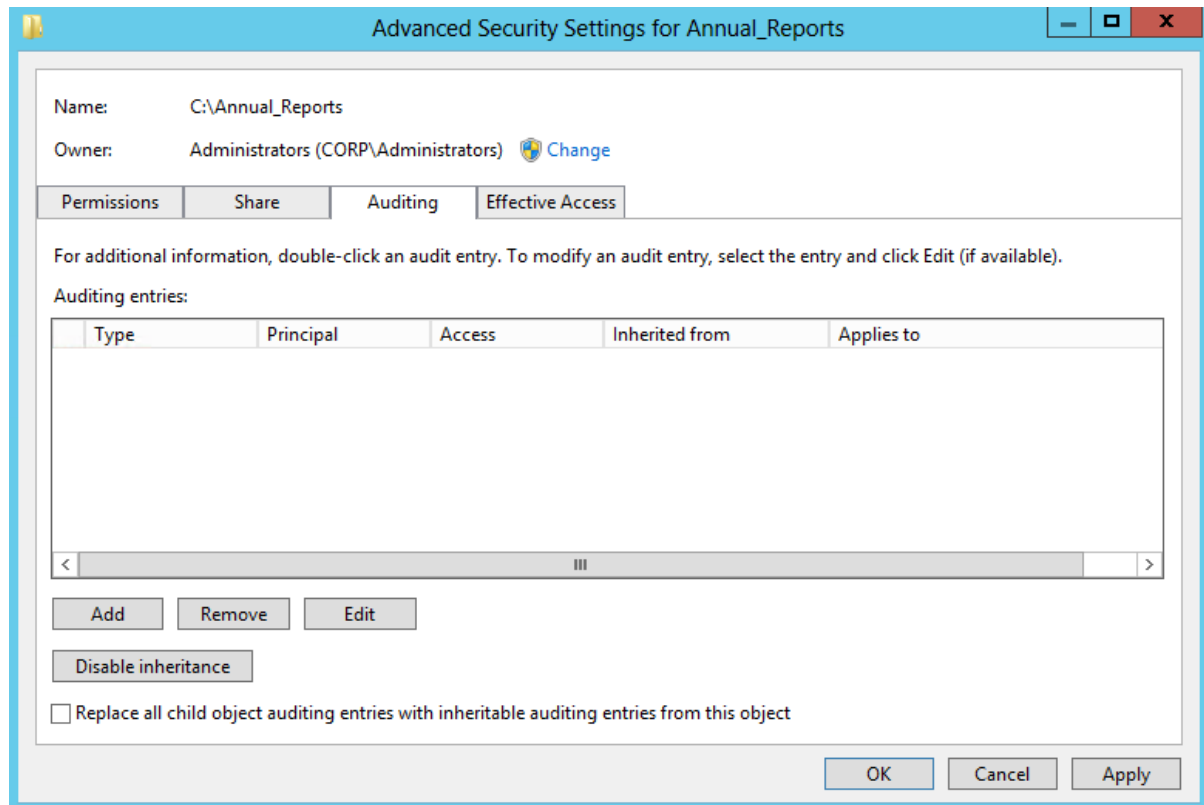 Advanced Security Settings for Annual_Reports
Name: C:\Annual_Reports
Owner: Administrators (CORP\Administrators) Change
Permissions Share Auditing Effective Access
For additional information, double-click an audit entry. To modify an audit entry, select the entry and click Edit (if available).
Auditing entries:
Type Principal Access Inherited from Applies to
Add Remove Edit
Disable inheritance
Replace all child object auditing entries with inheritable auditing entries from this object
OK Cancel Apply